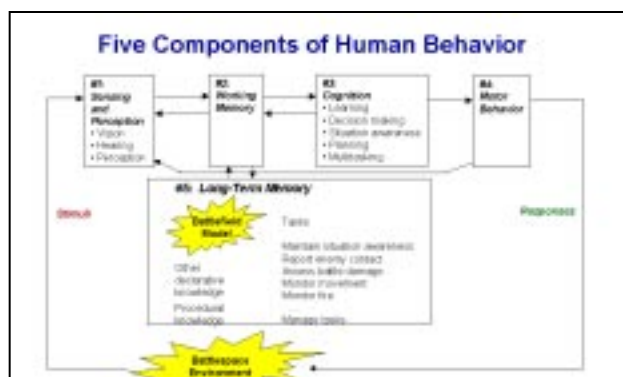 Five Components of Human Behavior
#1:
Sensing
and
Perception
• Vision
• Hearing
• Perception
#2:
Working
Memory
#3:
Cognition
• Learning
• Decision making
• Situation awareness
• Planning
• Multitasking
#4:
Motor
Behavior
#5: Long-Term Memory
Stimuli
Responses
Battlefield
Model
Other
declarative
knowledge
Procedural
knowledge
Tasks
Maintain situation awareness
Report enemy contact
Assess battle damage
Monitor movement
Monitor fire
Manage tasks
Battlespace
Environment